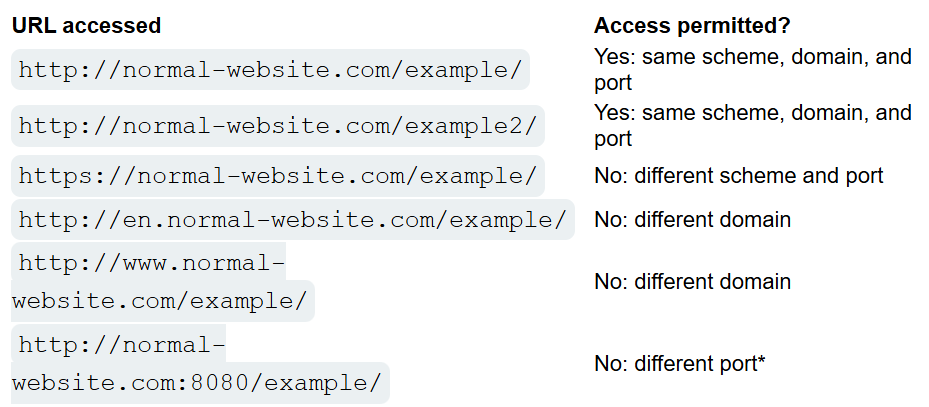 URL accessed Access permitted?
http://normal-website.com/example/ Yes: same scheme, domain, and
port
http://normal-website.com/example2/ Yes: same scheme, domain, and
port
https://normal-website.com/example/ No: different scheme and port
http://en.normal-website.com/example/ No: different domain
http://www.normal-
website.com/example/ No: different domain
http://normal-
website.com:8080/example/ No: different port*